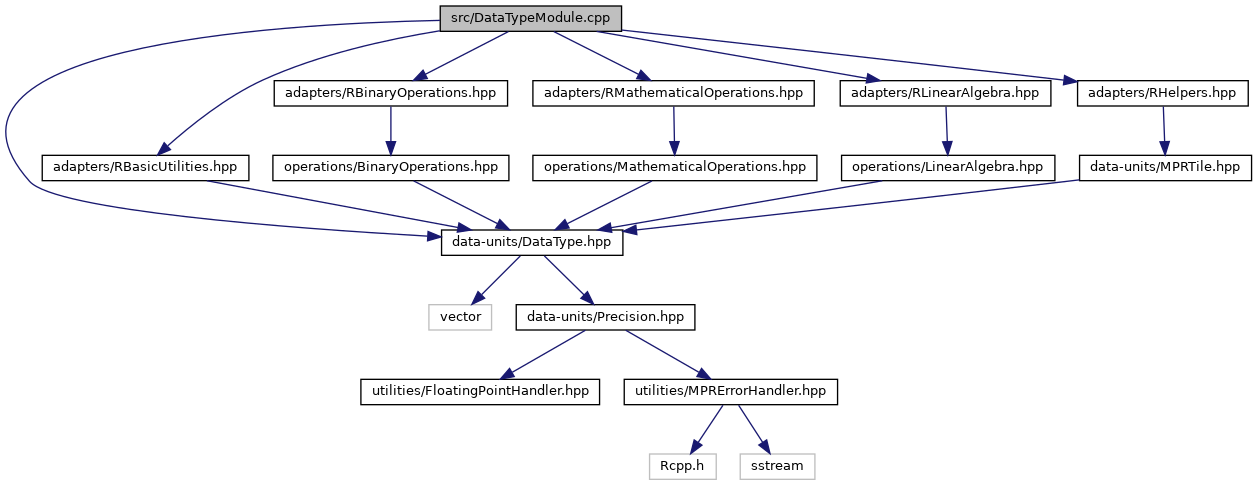 src/DataTypeModule.cpp
adapters/RBinaryOperations.hpp
adapters/RMathematicalOperations.hpp
adapters/RLinearAlgebra.hpp
adapters/RHelpers.hpp
adapters/RBasicUtilities.hpp
operations/BinaryOperations.hpp
operations/MathematicalOperations.hpp
operations/LinearAlgebra.hpp
data-units/MPRTile.hpp
data-units/DataType.hpp
vector
data-units/Precision.hpp
utilities/FloatingPointHandler.hpp
utilities/MPRErrorHandler.hpp
Rcpp.h
sstream